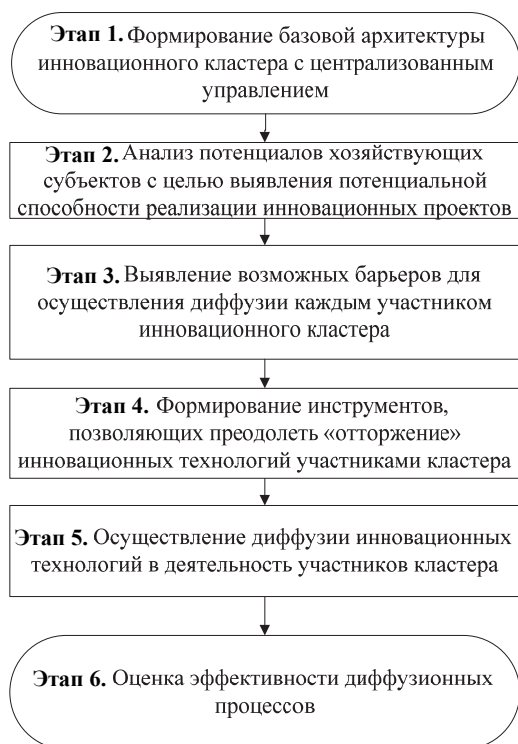 Этап 1. Формирование базовой архитектуры
инновационного кластера с централизованным
управлением
Этап 2. Анализ потенциалов хозяйствующих
субъектов с целью выявления потенциальной
способности реализации инновационных проектов
Этап 3. Выявление возможных барьеров для
осуществления диффузии каждым участником
инновационного кластера
Этап 4. Формирование инструментов,
позволяющих преодолеть «отторжение»
инновационных технологий участниками кластера
Этап 5. Осуществление диффузии инновационных
технологий в деятельность участников кластера
Этап 6. Оценка эффективности диффузионных
процессов